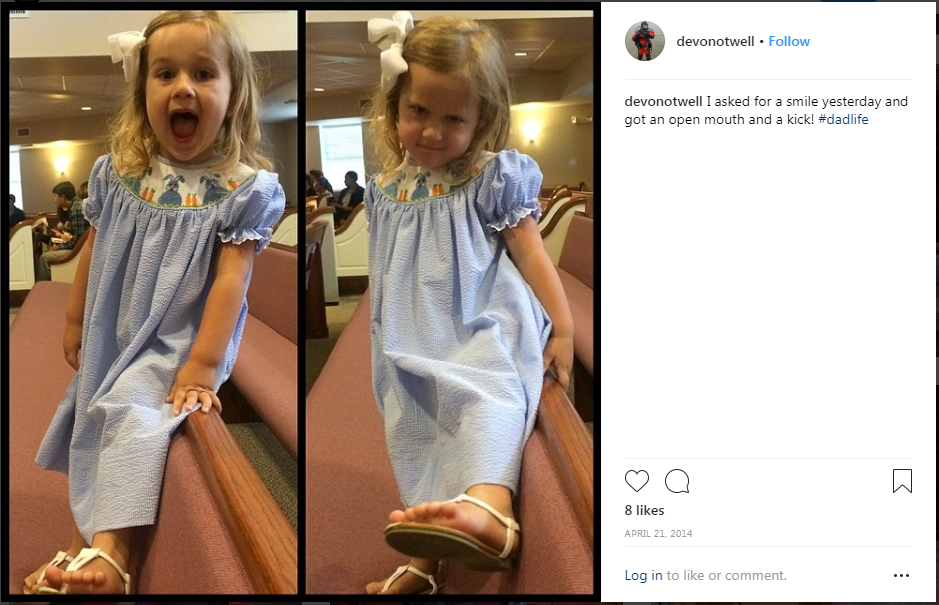 devonotwell • Follow
devonotwell I asked for a smile yesterday and
got an open mouth and a kick! #dadlife
8 likes
APRIL 21, 2014
Log in to like or comment.